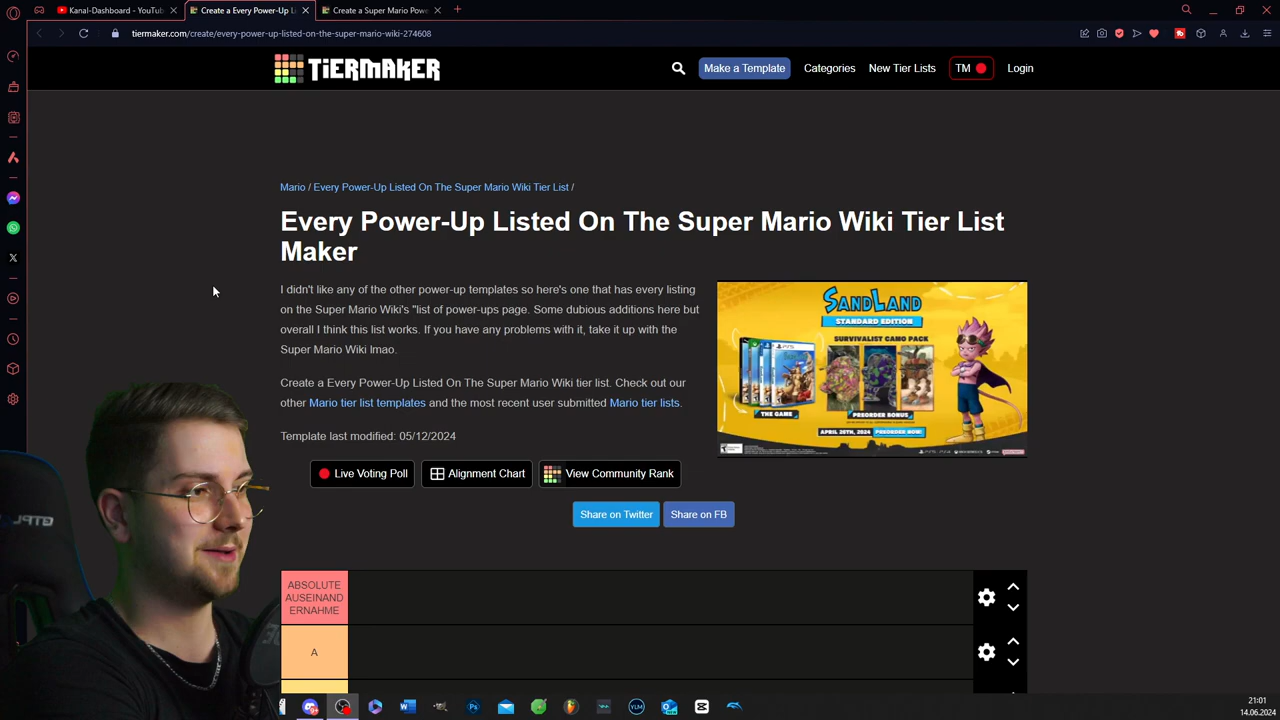 Kanal-Dashboard - YouTub
Create a Every Power-Up Li
Create a Super Mario Powe
tiermaker.com/create/every-power-up-listed-on-the-super-mario-wiki-274608
TiERMAKER
Make a Template
Categories
New Tier Lists
TM
Login
Mario / Every Power-Up Listed On The Super Mario Wiki Tier List /
Every Power-Up Listed On The Super Mario Wiki Tier List
Maker
I didn't like any of the other power-up templates so here's one that has every listing
on the Super Mario Wiki's "list of power-ups page. Some dubious additions here but
overall I think this list works. If you have any problems with it, take it up with the
Super Mario Wiki lmao.
Create a Every Power-Up Listed On The Super Mario Wiki tier list. Check out our
other Mario tier list templates and the most recent user submitted Mario tier lists.
Template last modified: 05/12/2024
SANDLAND
STANDARD EDITION
SURVIVALIST CAMO PACK
THE GAME
PREORDER BONUS
APRIL 25TH, 2024 PREORDER NOW!
Live Voting Poll
Alignment Chart
View Community Rank
Share on Twitter
Share on FB
ABSOLUTE
AUSEINAND
ERNAHME
A
GTPL
YLM
21:01
14.06.2024